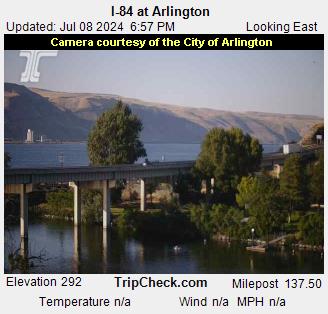 I-84 at Arlington
Updated: Jul 08 2024 6:57 PM Looking East
Camera courtesy of the City of Arlington
Elevation 292 TripCheck.com Milepost 137.50
Temperature n/a Wind n/a MPH n/a